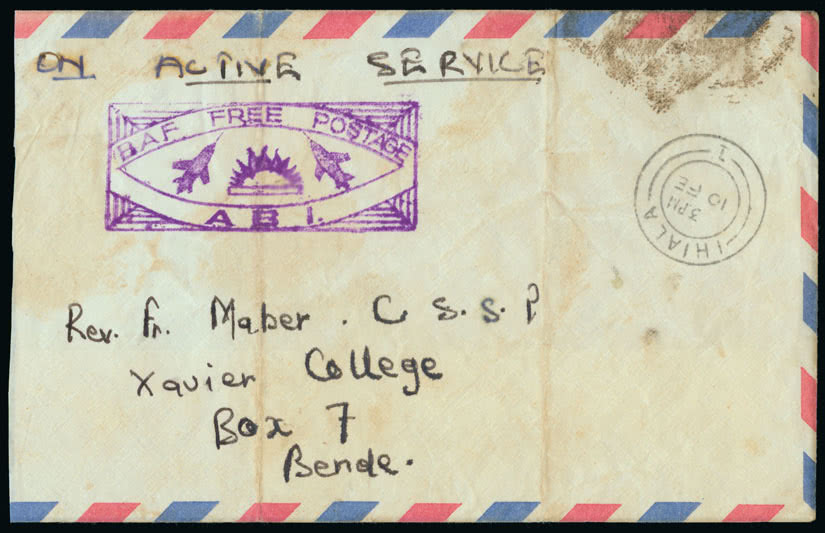 ON ACTIVE SERVICE
B.A.F. FREE POSTAGE
A B I.
IHIALA
1
3 PM
10 FE
Rev. Fr. Maher . C S. S. P
Xavier College
Box 7
Bende.